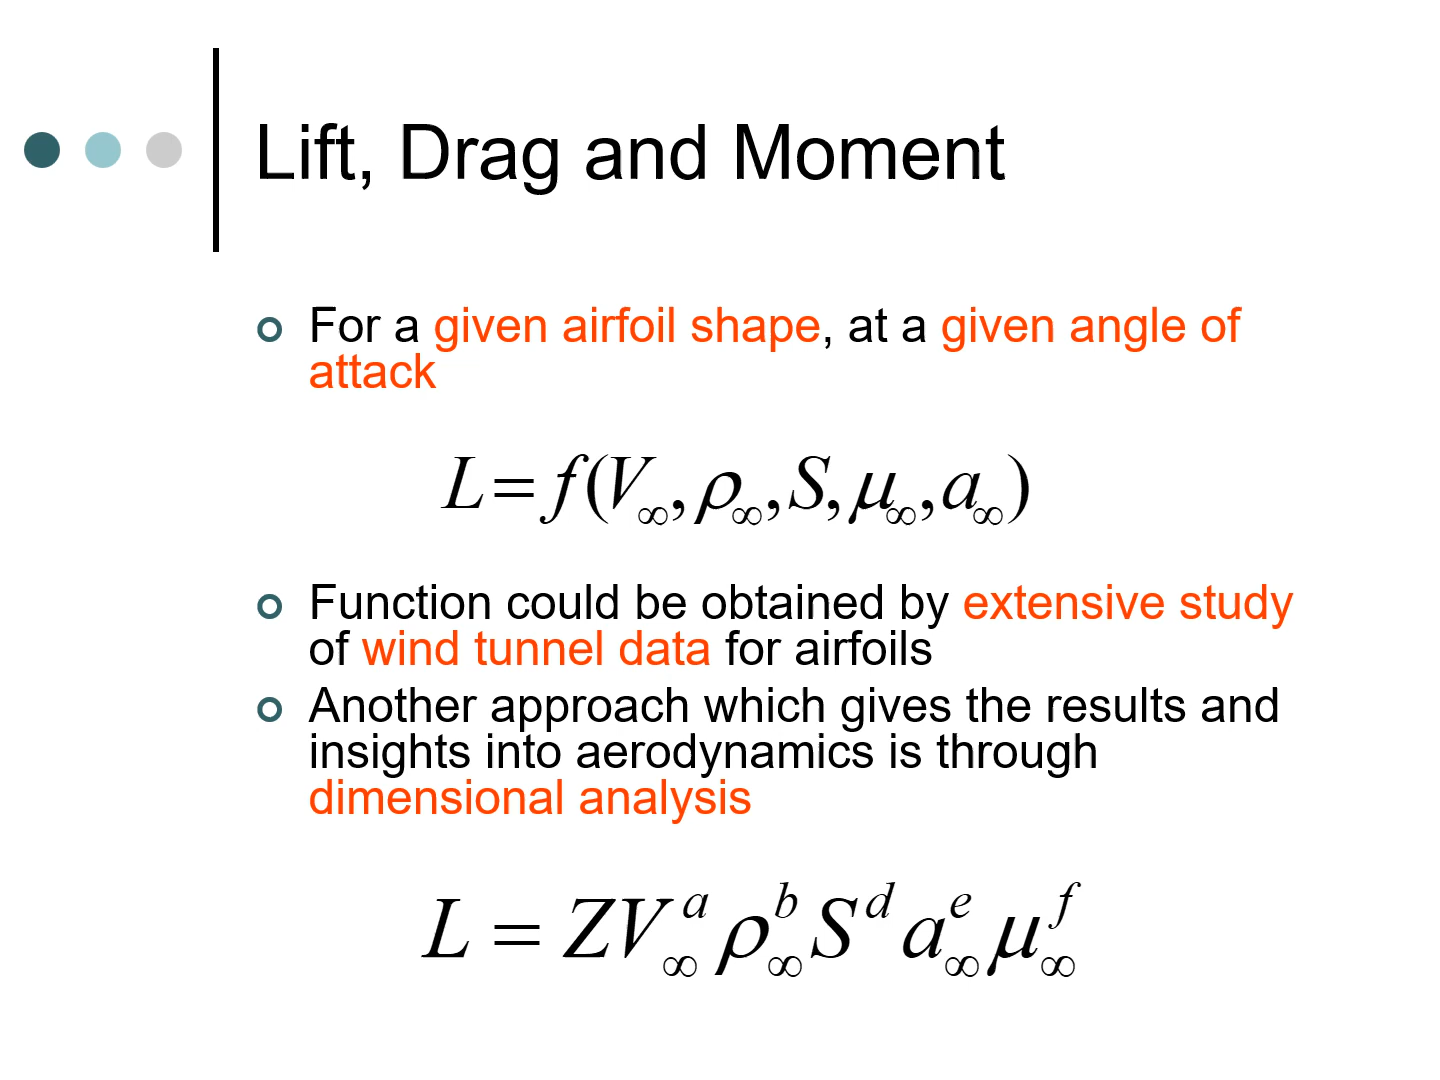 Lift, Drag and Moment
For a given airfoil shape, at a given angle of
attack
L = f(V∞, ρ∞, S, μ∞, a∞)
Function could be obtained by extensive study
of wind tunnel data for airfoils
Another approach which gives the results and
insights into aerodynamics is through
dimensional analysis
L = ZV∞^a ρ∞^b S^d a∞^e μ∞^f